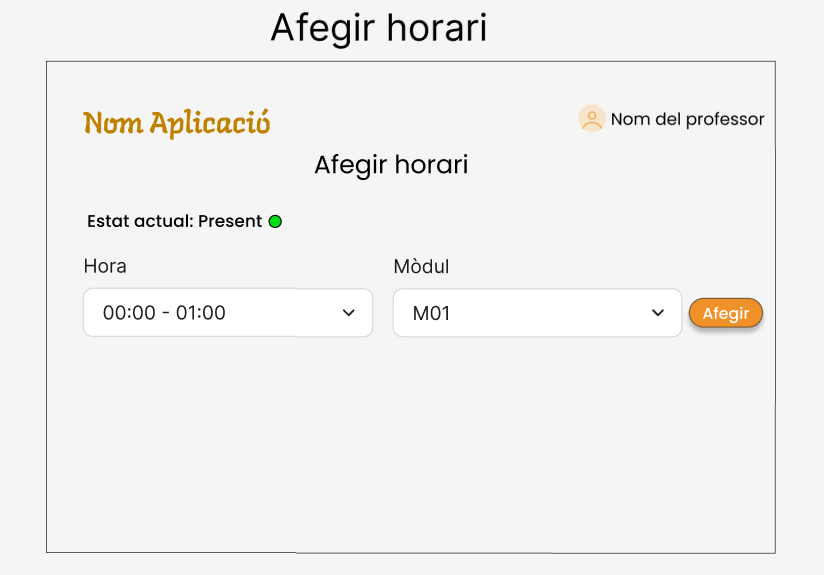 Afegir horari
Nom Aplicació
Nom del professor
Afegir horari
Estat actual: Present
Hora
Mòdul
00:00 - 01:00
M01
Afegir